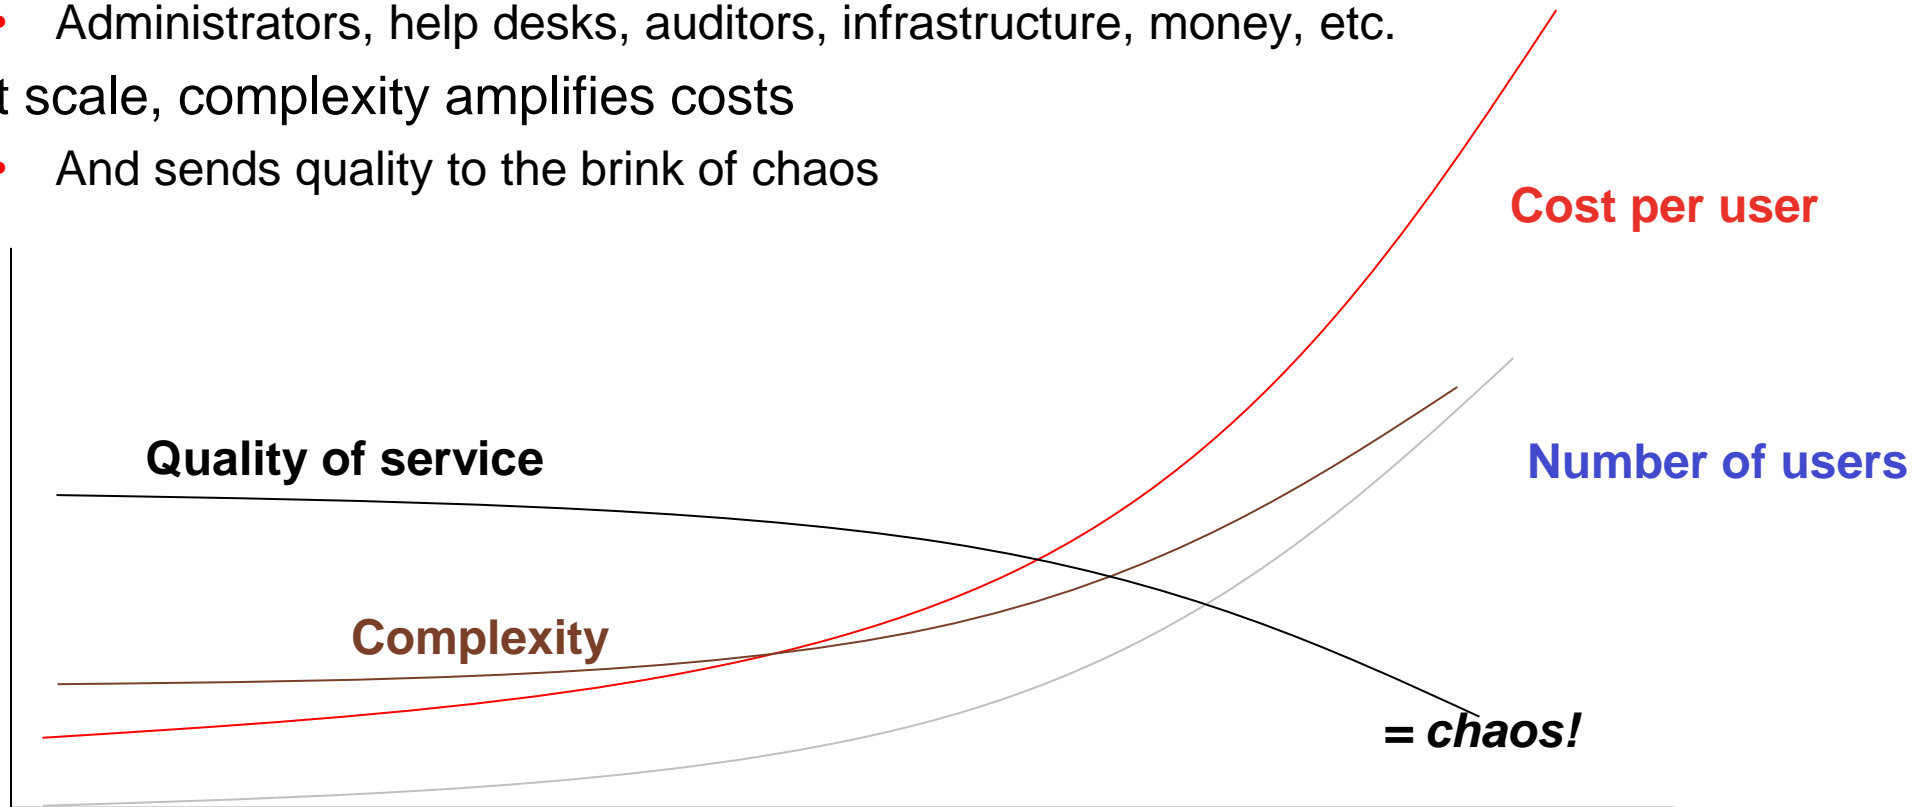 • Administrators, help desks, auditors, infrastructure, money, etc.
t scale, complexity amplifies costs
• And sends quality to the brink of chaos
Cost per user
Quality of service
Number of users
Complexity
= chaos!